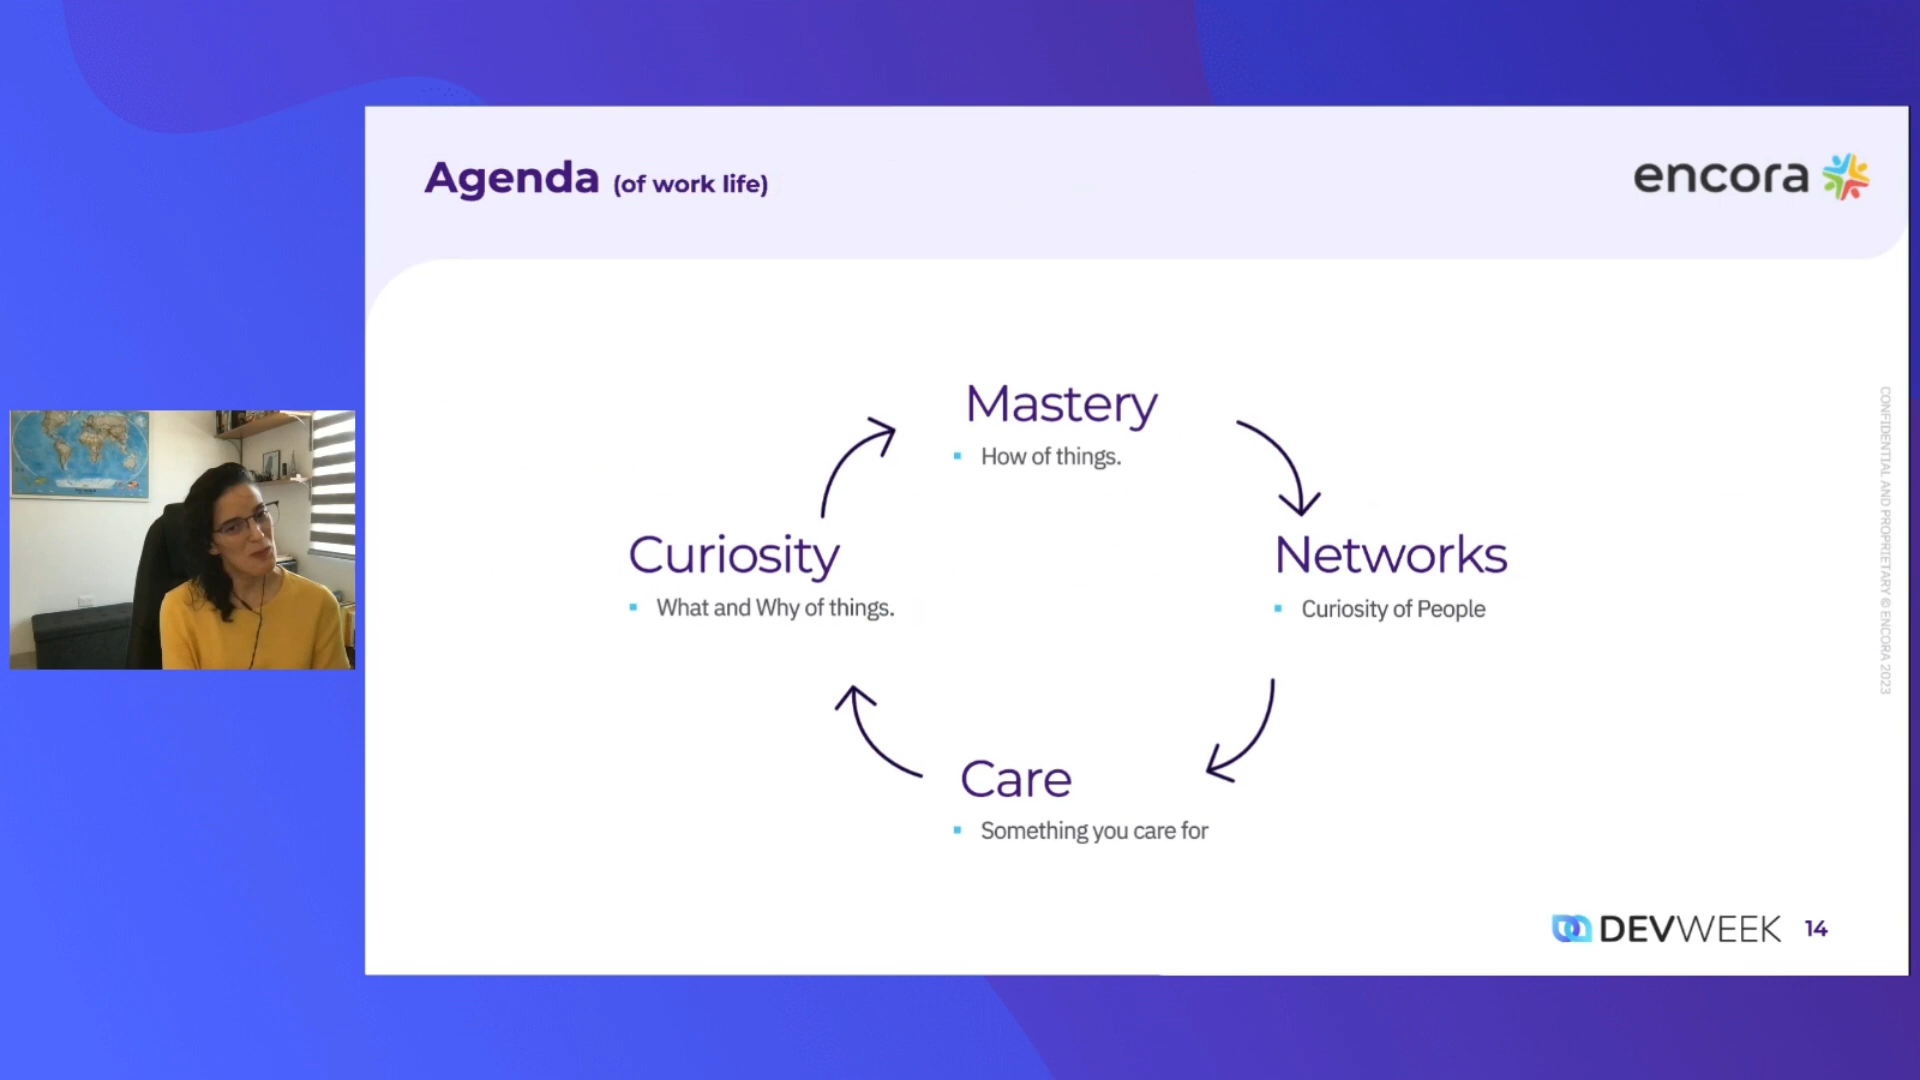 Agenda (of work life)
encora
Mastery
How of things.
Curiosity
What and Why of things.
Networks
Curiosity of People
Care
Something you care for
CONFIDENTIAL AND PROPRIETARY © ENCORA 2023
DEVWEEK 14